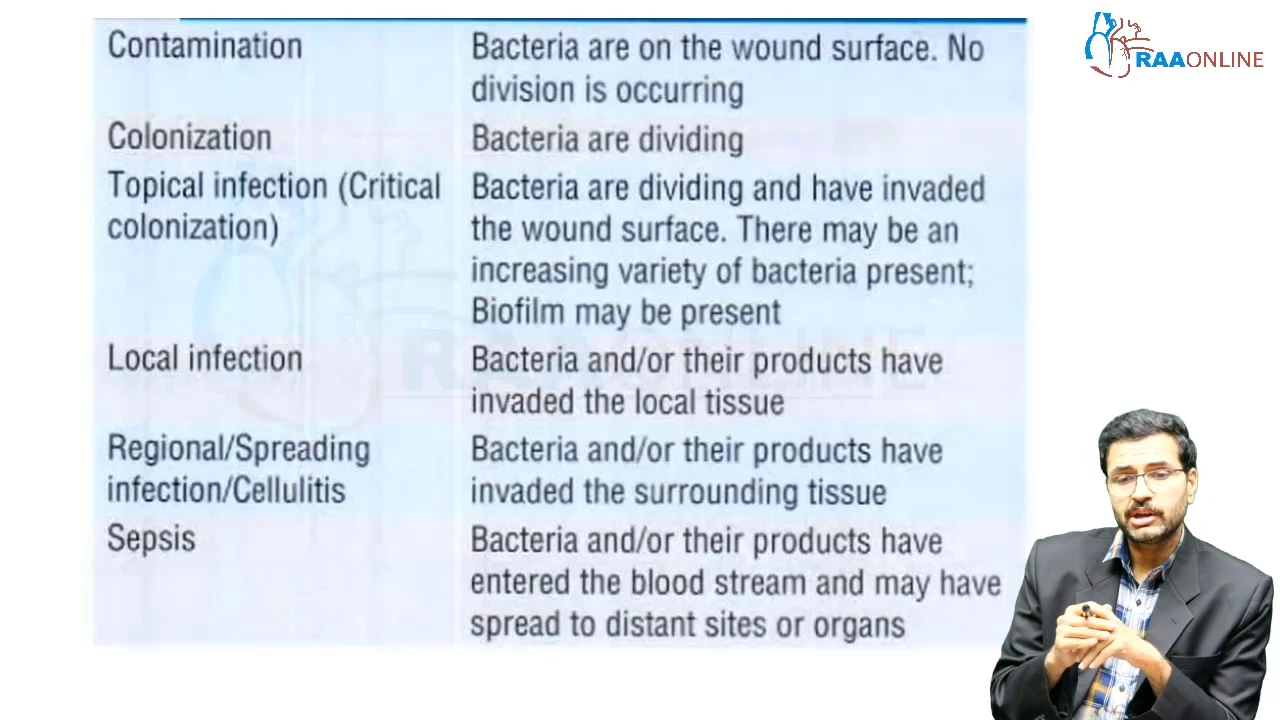 RAAONLINE
Contamination
Bacteria are on the wound surface. No
division is occurring
Colonization
Bacteria are dividing
Topical infection (Critical
colonization)
Bacteria are dividing and have invaded
the wound surface. There may be an
increasing variety of bacteria present;
Biofilm may be present
Local infection
Bacteria and/or their products have
invaded the local tissue
Regional/Spreading
infection/Cellulitis
Bacteria and/or their products have
invaded the surrounding tissue
Sepsis
Bacteria and/or their products have
entered the blood stream and may have
spread to distant sites or organs
RAAONLINE